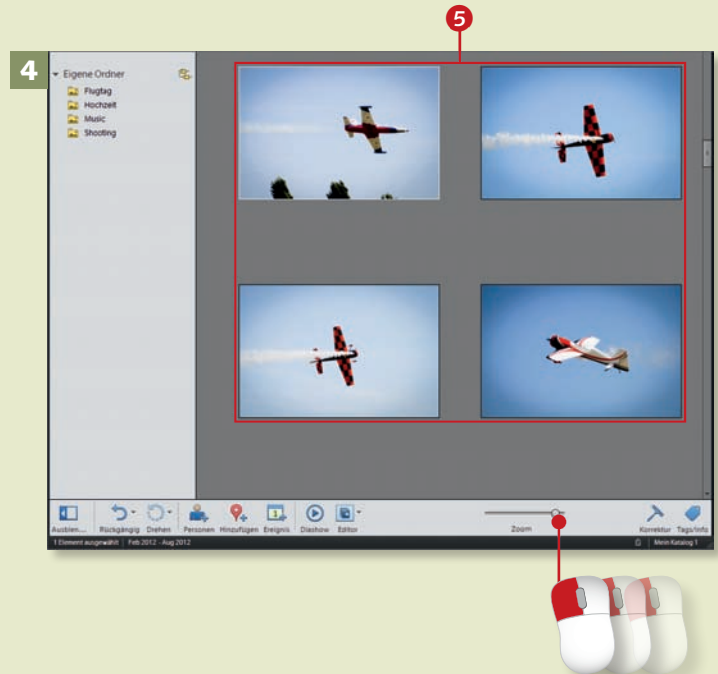 5
4
Eigene Ordner
Flugtag
Hochzeit
Music
Shooting
Ausblen... Rückgängig Drehen Personen Hinzufügen Ereignis Diashow Editor Zoom Korrektur Tags/Info
1 Element ausgewählt Feb 2012 - Aug 2012 Mein Katalog 1